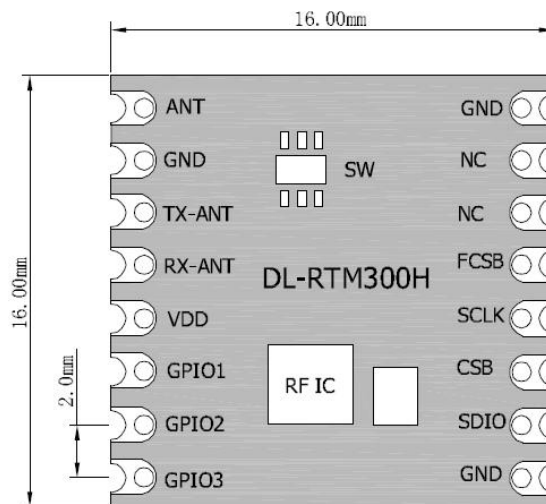 16.00mm
ANT
GND
GND
SW
NC
TX-ANT
NC
RX-ANT
DL-RTM300H
FCSB
16.00mm
VDD
SCLK
GPIO1
RF IC
CSB
2.0mm
GPIO2
SDIO
GPIO3
GND